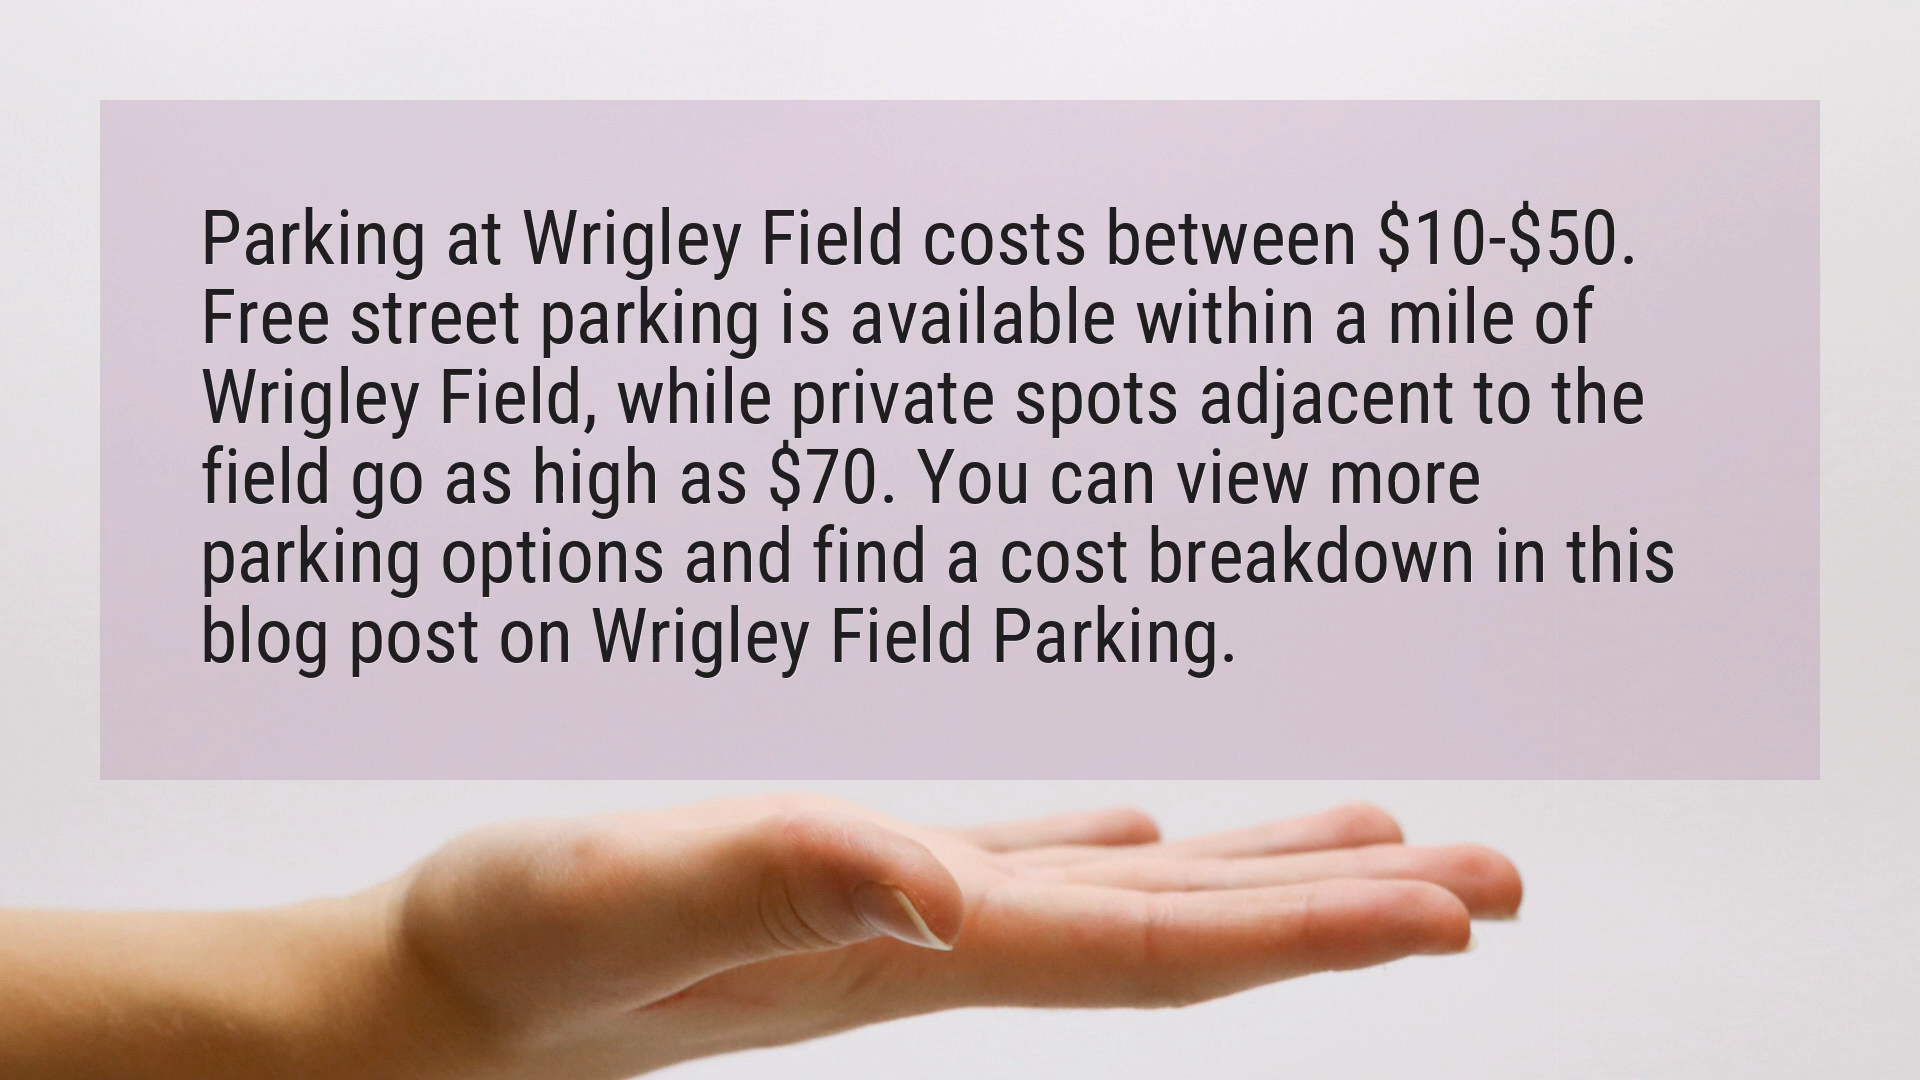 Parking at Wrigley Field costs between $10-$50.
Free street parking is available within a mile of
Wrigley Field, while private spots adjacent to the
field go as high as $70. You can view more
parking options and find a cost breakdown in this
blog post on Wrigley Field Parking.